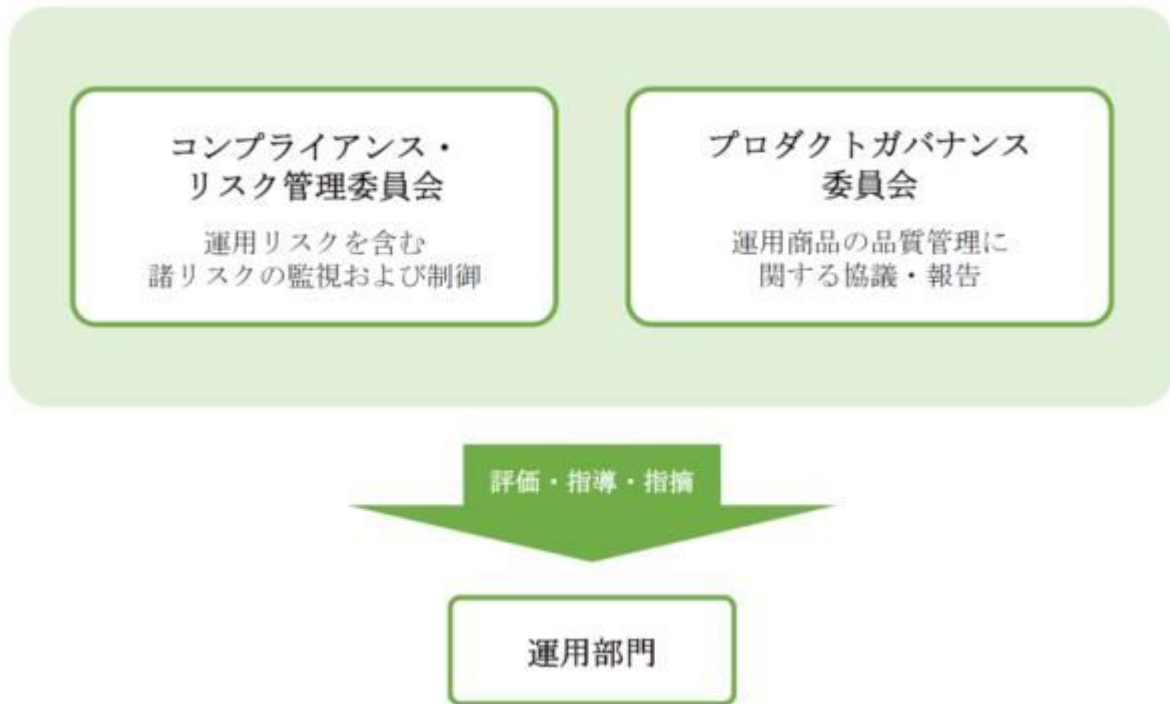 コンプライアンス・
リスク管理委員会
運用リスクを含む
諸リスクの監視および制御
プロダクトガバナンス
委員会
運用商品の品質管理に
関する協議・報告
評価・指導・指摘
運用部門